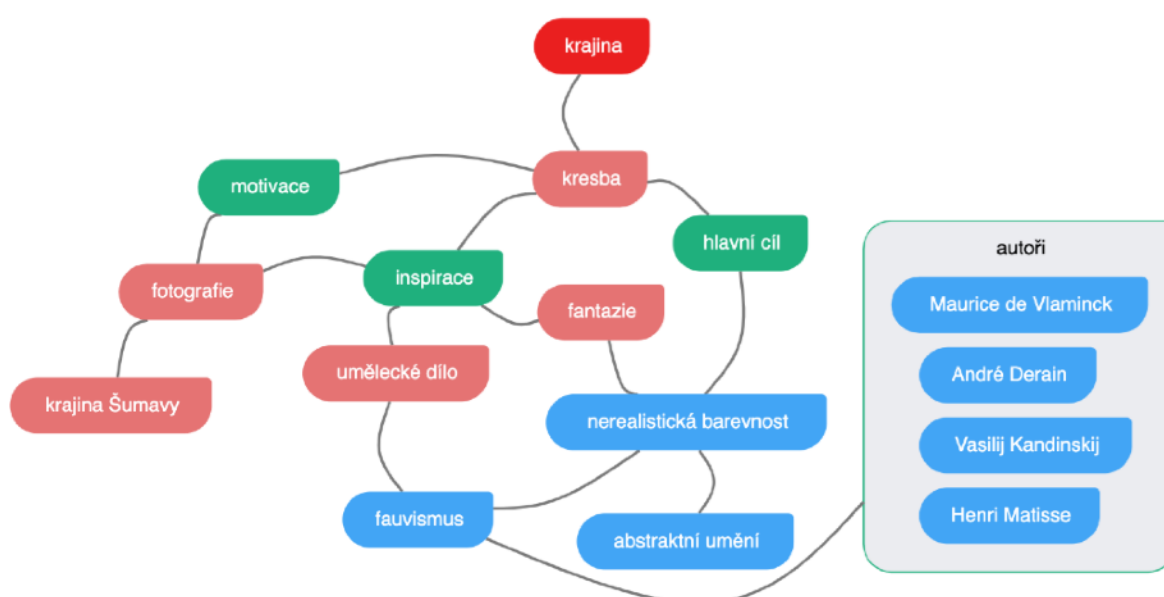 krajina
kresba
motivace
hlavní cíl
autoři
inspirace
fotografie
fantazie
Maurice de Vlaminck
umělecké dílo
André Derain
krajina Šumavy
nerealistická barevnost
Vasilij Kandinskij
fauvismus
Henri Matisse
abstraktní umění